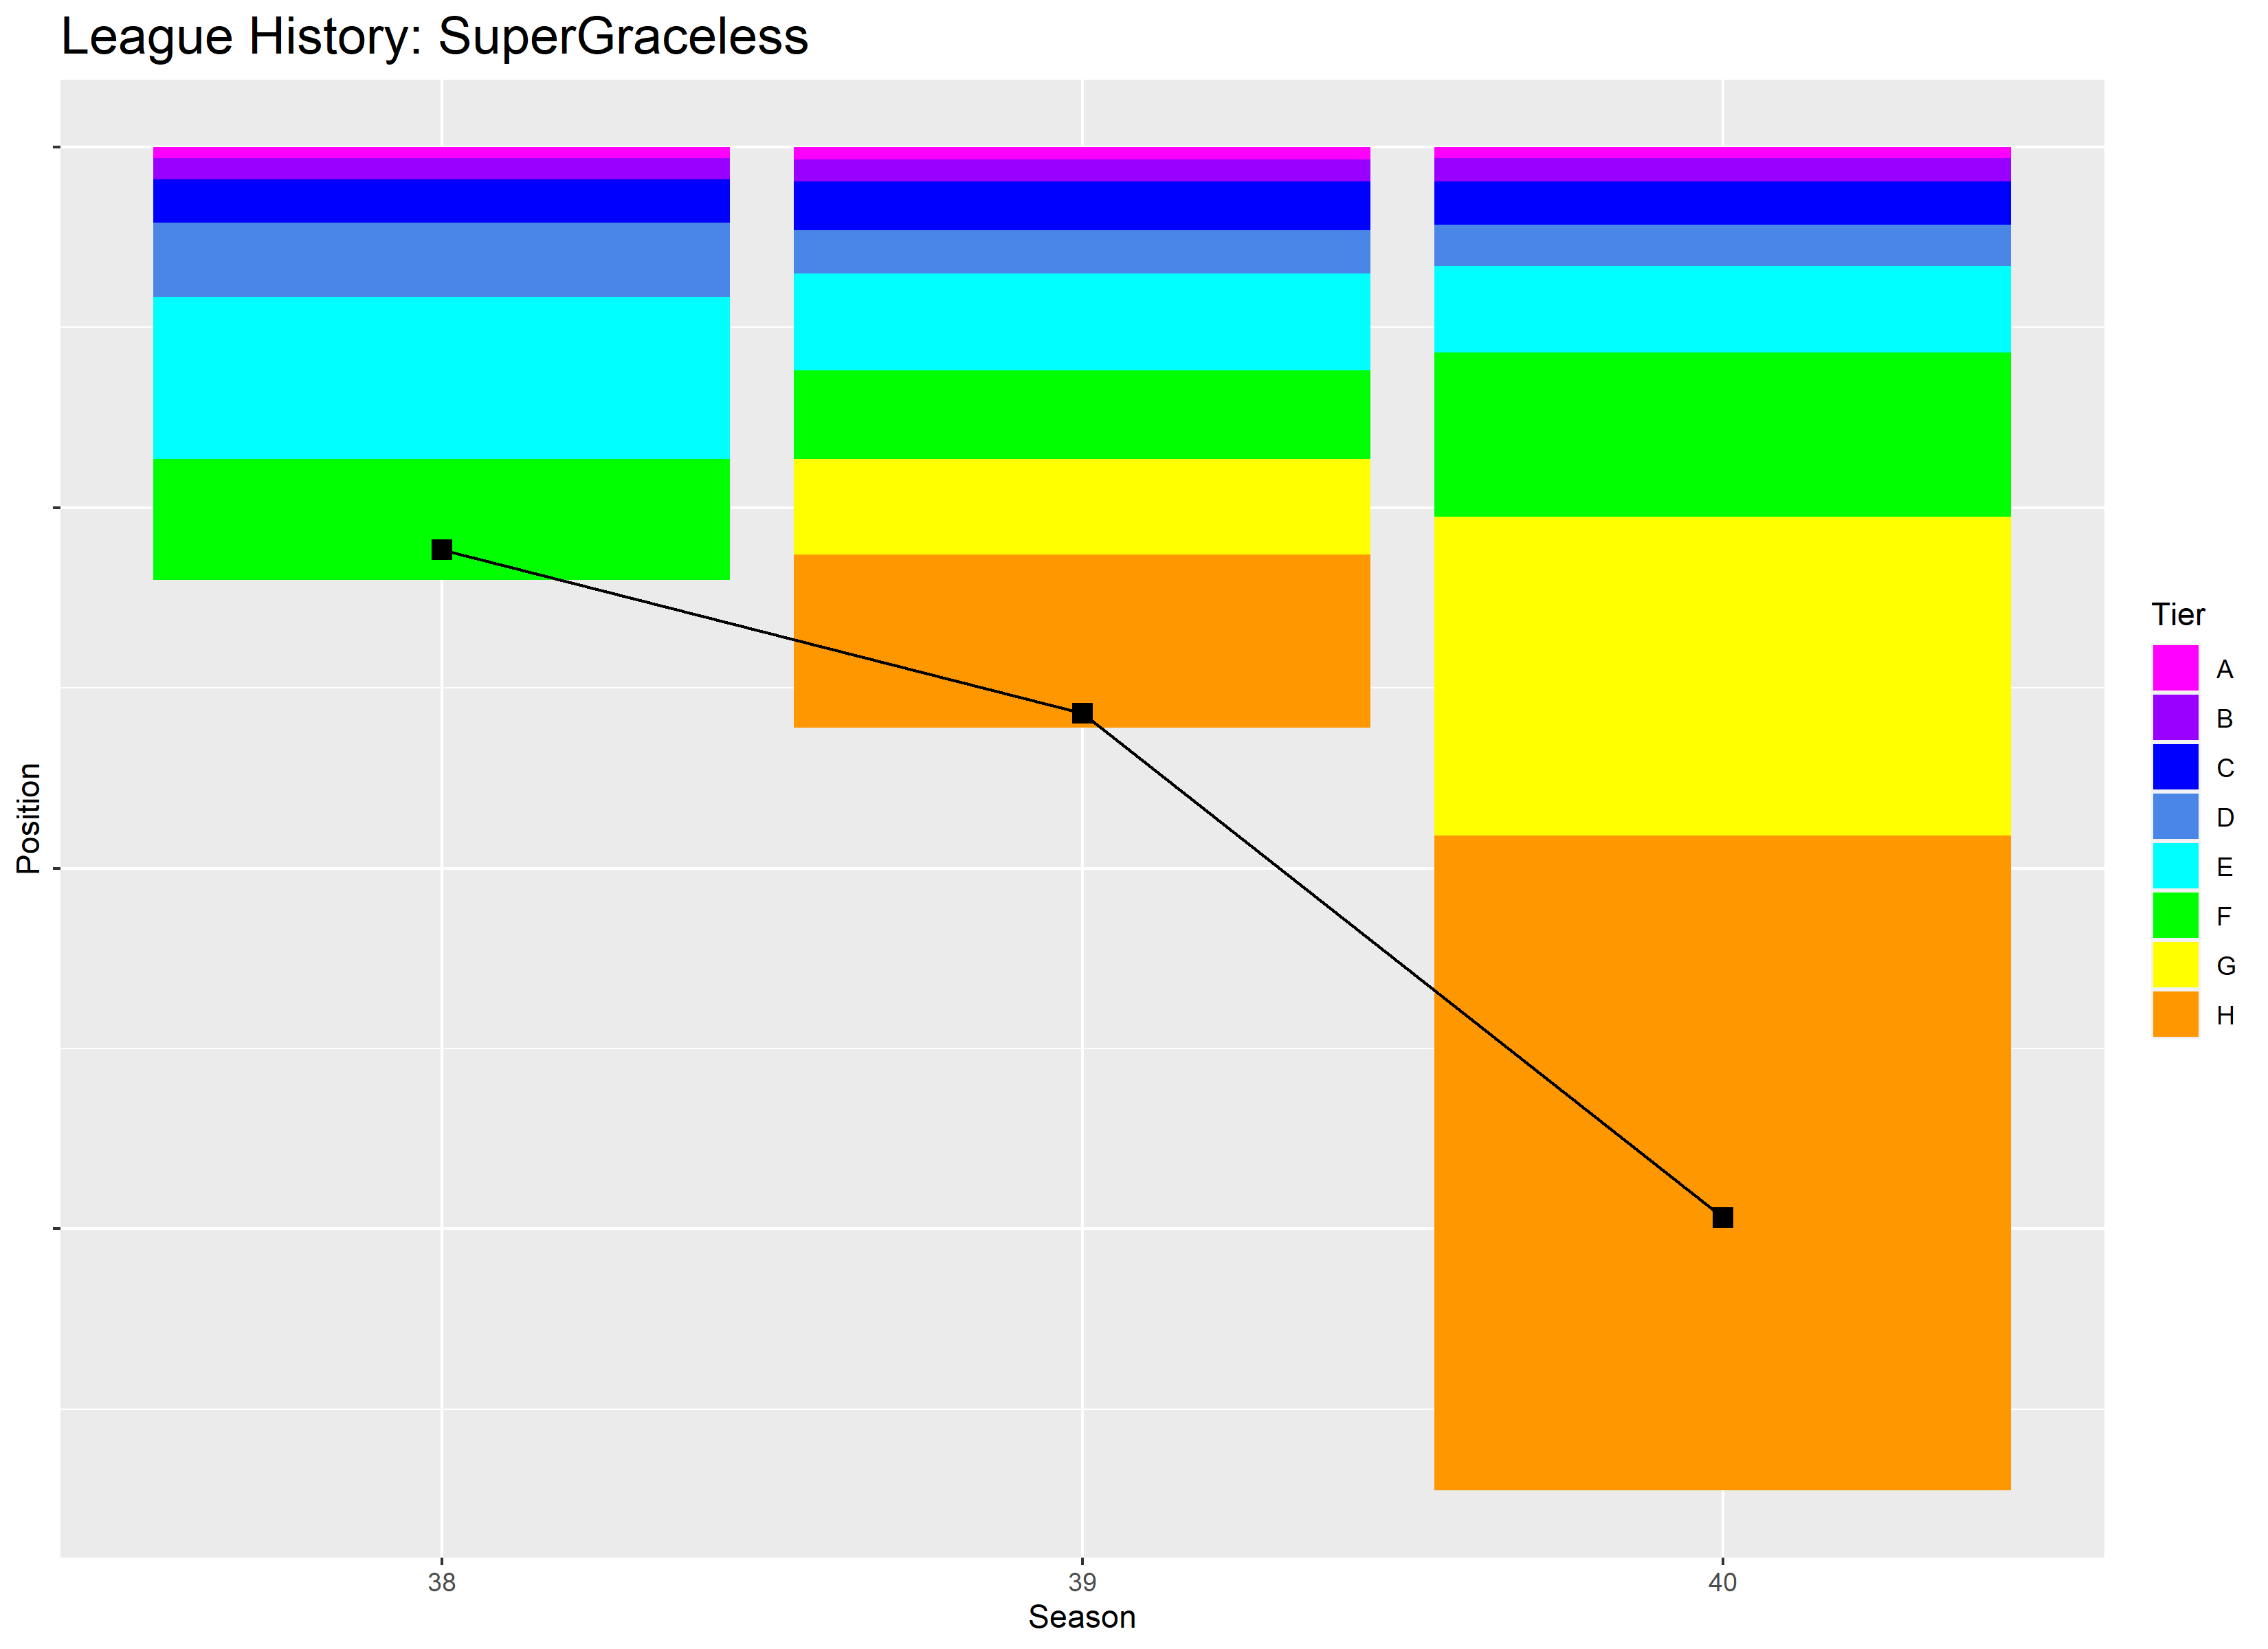 League History: SuperGraceless
Position
38
39
40
Season
Tier
A
B
C
D
E
F
G
H